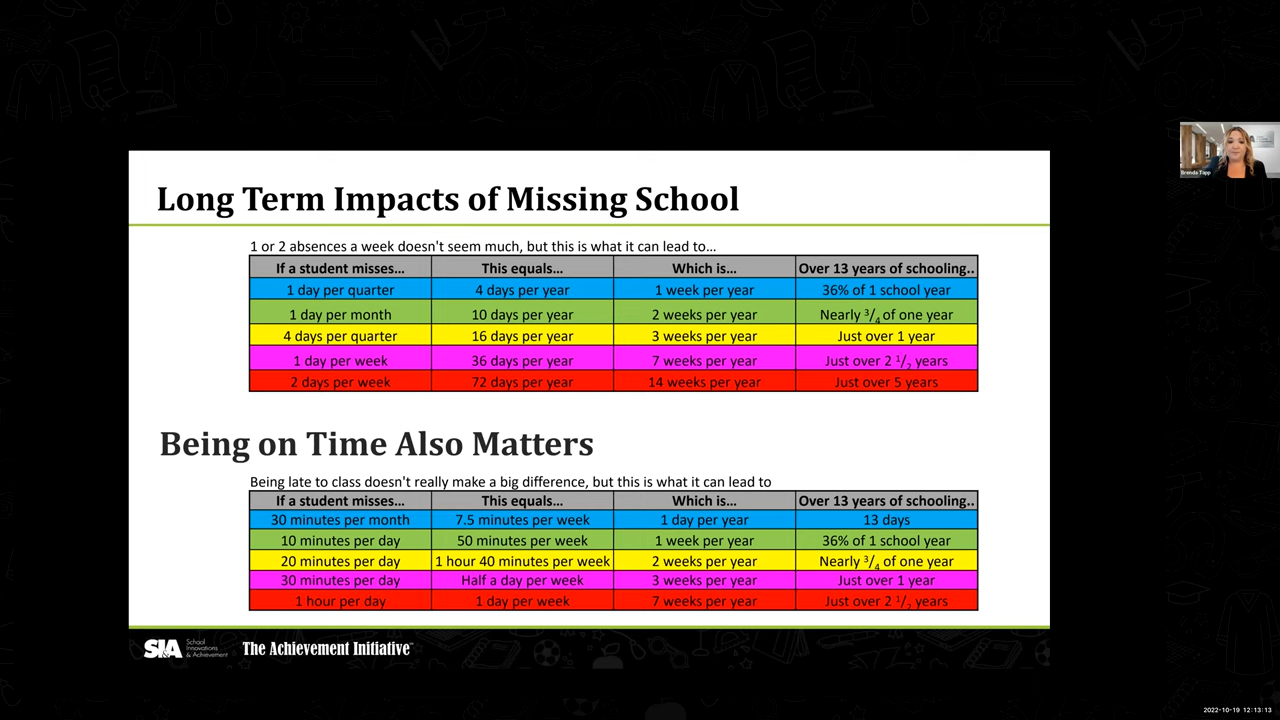 Long Term Impacts of Missing School
1 or 2 absences a week doesn't seem much, but this is what it can lead to...
If a student misses... This equals... Which is... Over 13 years of schooling..
1 day per quarter 4 days per year 1 week per year 36% of 1 school year
1 day per month 10 days per year 2 weeks per year Nearly 3/4 of one year
4 days per quarter 16 days per year 3 weeks per year Just over 1 year
1 day per week 36 days per year 7 weeks per year Just over 2 1/2 years
2 days per week 72 days per year 14 weeks per year Just over 5 years
Being on Time Also Matters
Being late to class doesn't really make a big difference, but this is what it can lead to
If a student misses... This equals... Which is... Over 13 years of schooling..
30 minutes per month 7.5 minutes per week 1 day per year 13 days
10 minutes per day 50 minutes per week 1 week per year 36% of 1 school year
20 minutes per day 1 hour 40 minutes per week 2 weeks per year Nearly 3/4 of one year
30 minutes per day Half a day per week 3 weeks per year Just over 1 year
1 hour per day 1 day per week 7 weeks per year Just over 2 1/2 years
SI&A School
Innovations
& Achievement
The Achievement Initiative
Brenda Tapp
2022-10-19 12:13:13